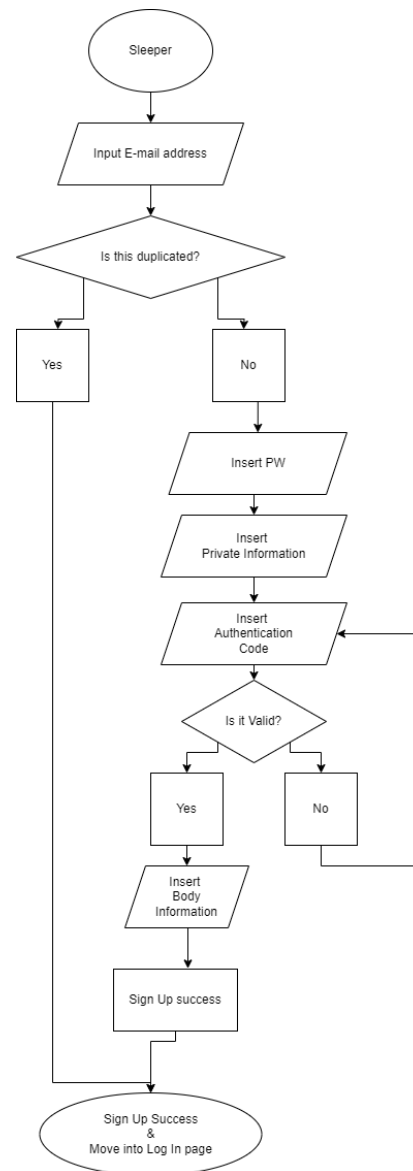 Sleeper
Input E-mail address
Is this duplicated?
Yes
No
Insert PW
Insert
Private Information
Insert
Authentication
Code
Is it Valid?
Yes
No
Insert
Body
Information
Sign Up success
Sign Up Success
&
Move into Log In page